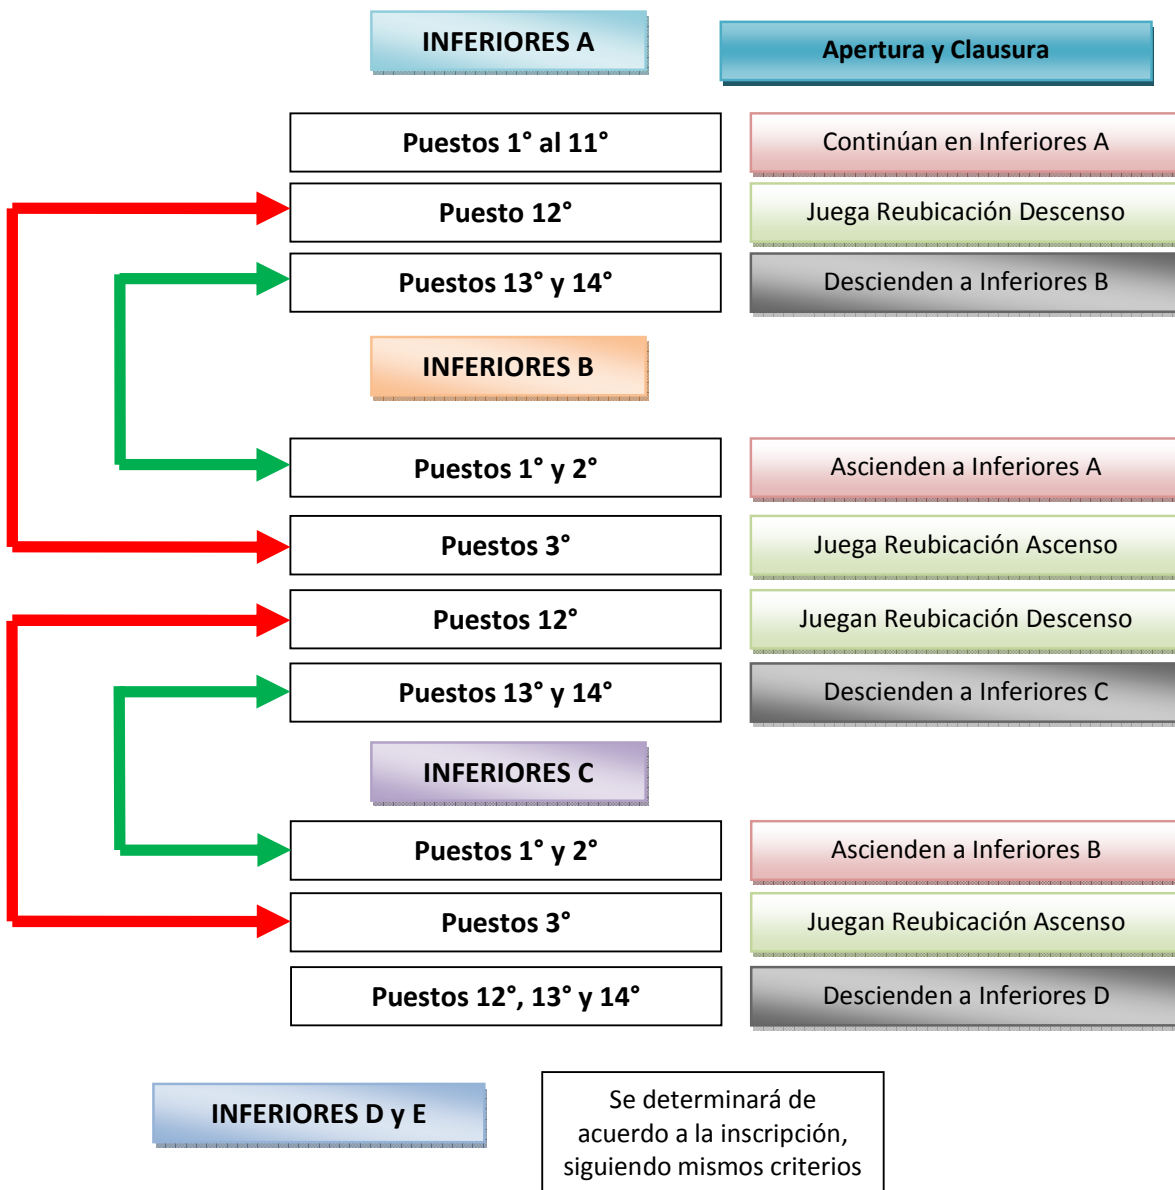 INFERIORES A
Apertura y Clausura
Puestos 1° al 11°
Continúan en Inferiores A
Puesto 12°
Juega Reubicación Descenso
Puestos 13° y 14°
Descienden a Inferiores B
INFERIORES B
Puestos 1° y 2°
Ascienden a Inferiores A
Puestos 3°
Juega Reubicación Ascenso
Puestos 12°
Juegan Reubicación Descenso
Puestos 13° y 14°
Descienden a Inferiores C
INFERIORES C
Puestos 1° y 2°
Ascienden a Inferiores B
Puestos 3°
Juegan Reubicación Ascenso
Puestos 12°, 13° y 14°
Descienden a Inferiores D
INFERIORES D y E
Se determinará de
acuerdo a la inscripción,
siguiendo mismos criterios